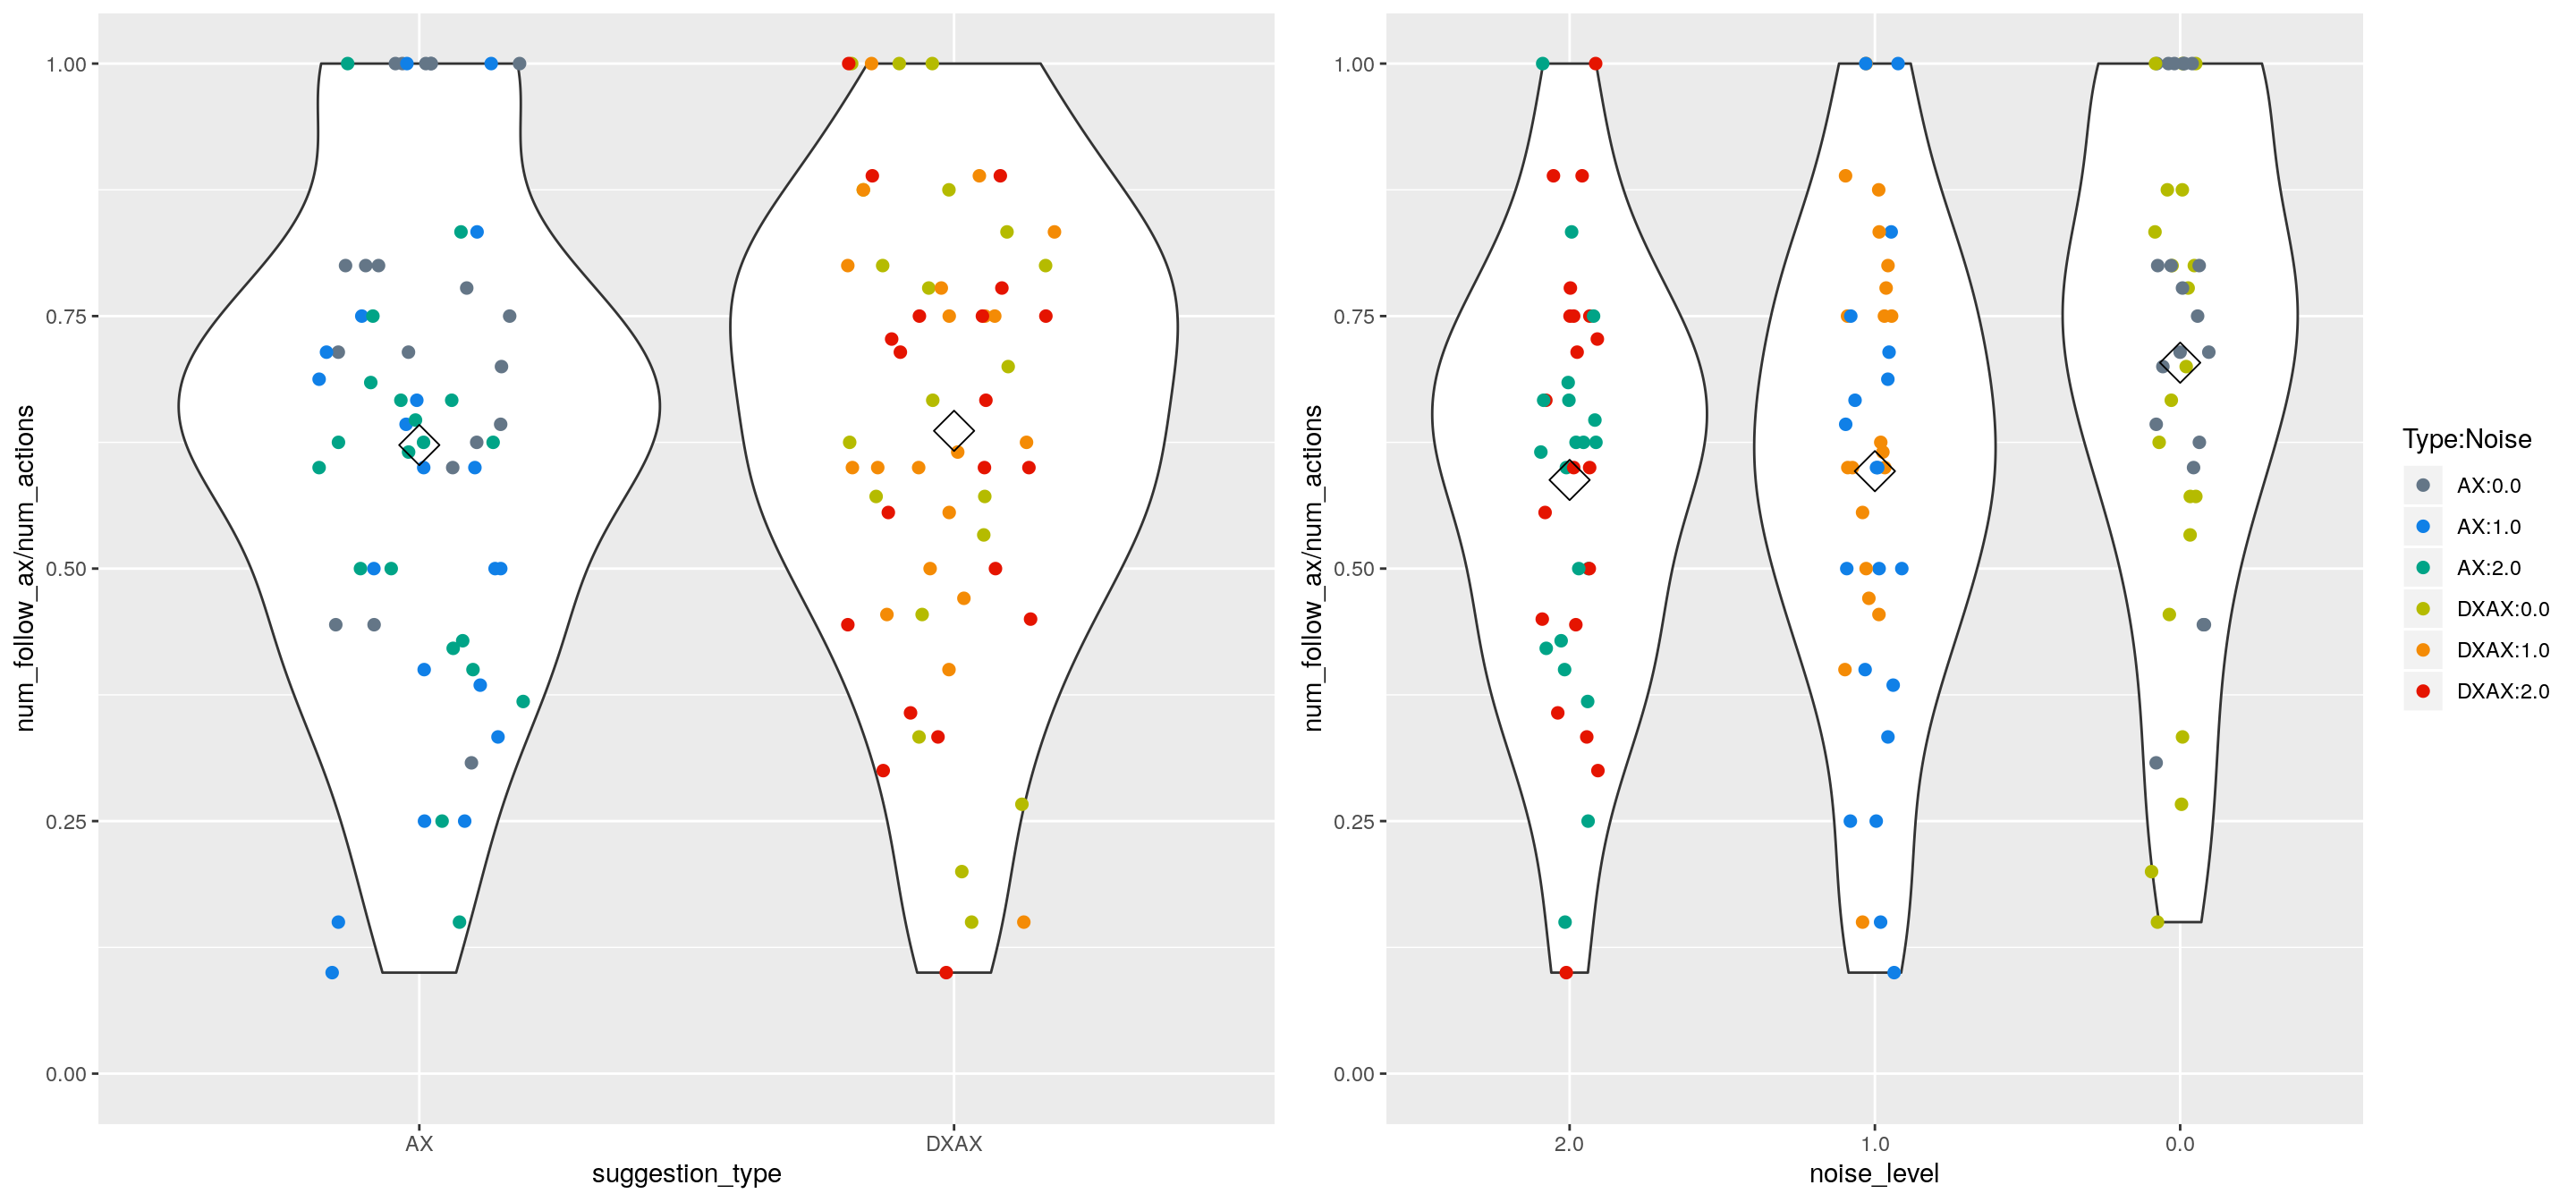 num_follow_ax/num_actions
1.00
0.75
0.50
0.25
0.00
AX
DXAX
suggestion_type
num_follow_ax/num_actions
1.00
0.75
0.50
0.25
0.00
2.0
1.0
0.0
noise_level
Type:Noise
AX:0.0
AX:1.0
AX:2.0
DXAX:0.0
DXAX:1.0
DXAX:2.0